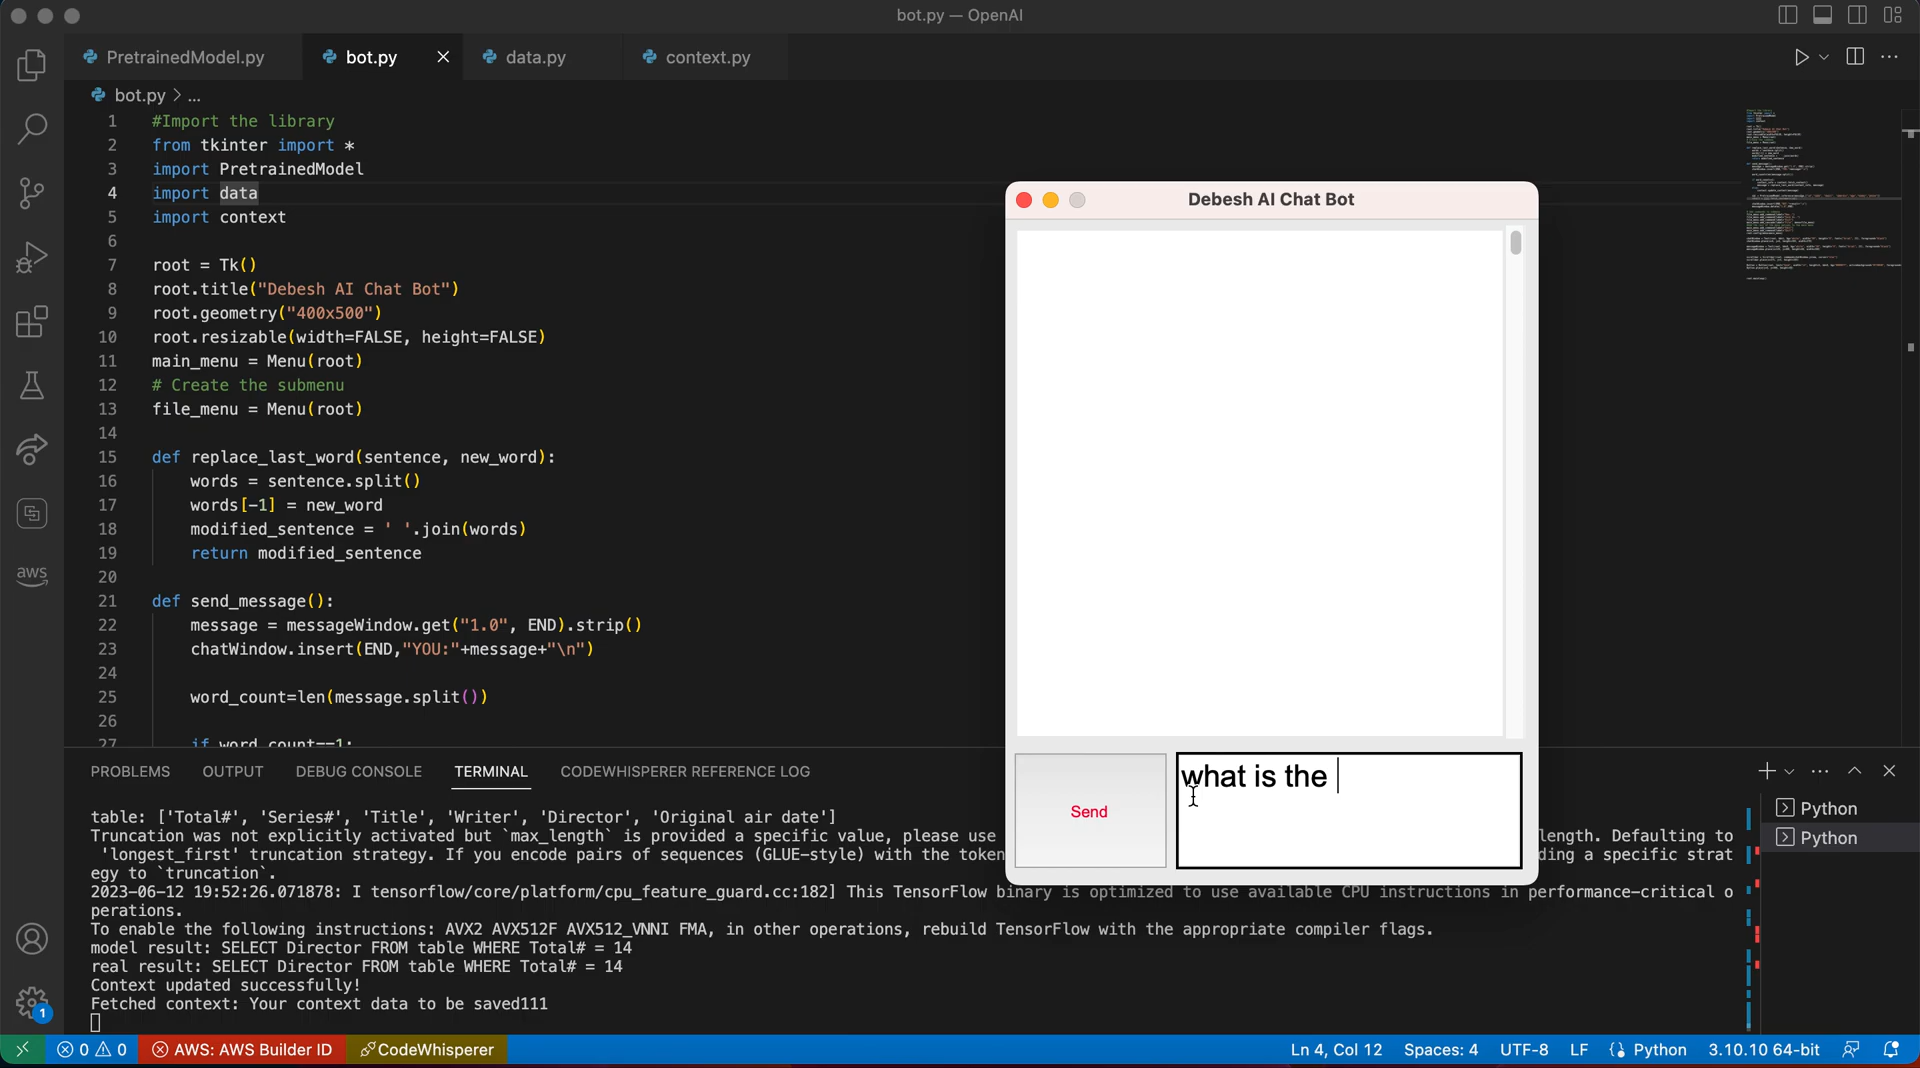 bot.py — OpenAI
PretrainedModel.py
bot.py
data.py
context.py
bot.py > ...
1 #Import the library
2 from tkinter import *
3 import PretrainedModel
4 import data
5 import context
6
7 root = Tk()
8 root.title("Debesh AI Chat Bot")
9 root.geometry("400x500")
10 root.resizable(width=FALSE, height=FALSE)
11 main_menu = Menu(root)
12 # Create the submenu
13 file_menu = Menu(root)
14
15 def replace_last_word(sentence, new_word):
16 words = sentence.split()
17 words[-1] = new_word
18 modified_sentence = ' '.join(words)
19 return modified_sentence
20
21 def send_message():
22 message = messageWindow.get("1.0", END).strip()
23 chatWindow.insert(END,"YOU:"+message+"\n")
24
25 word_count=len(message.split())
26
27 if word_count==1:
Debesh AI Chat Bot
Send
what is the
aws
1
PROBLEMS OUTPUT DEBUG CONSOLE TERMINAL CODEWHISPERER REFERENCE LOG
Python
Python
table: ['Total#', 'Series#', 'Title', 'Writer', 'Director', 'Original air date']
Truncation was not explicitly activated but `max_length` is provided a specific value, please use length. Defaulting to
'longest_first' truncation strategy. If you encode pairs of sequences (GLUE-style) with the token ding a specific strat
egy to `truncation`.
2023-06-12 19:52:26.071878: I tensorflow/core/platform/cpu_feature_guard.cc:182] This TensorFlow binary is optimized to use available CPU instructions in performance-critical o
perations.
To enable the following instructions: AVX2 AVX512F AVX512_VNNI FMA, in other operations, rebuild TensorFlow with the appropriate compiler flags.
model result: SELECT Director FROM table WHERE Total# = 14
real result: SELECT Director FROM table WHERE Total# = 14
Context updated successfully!
Fetched context: Your context data to be saved111
0 0 AWS: AWS Builder ID CodeWhisperer Ln 4, Col 12 Spaces: 4 UTF-8 LF Python 3.10.10 64-bit